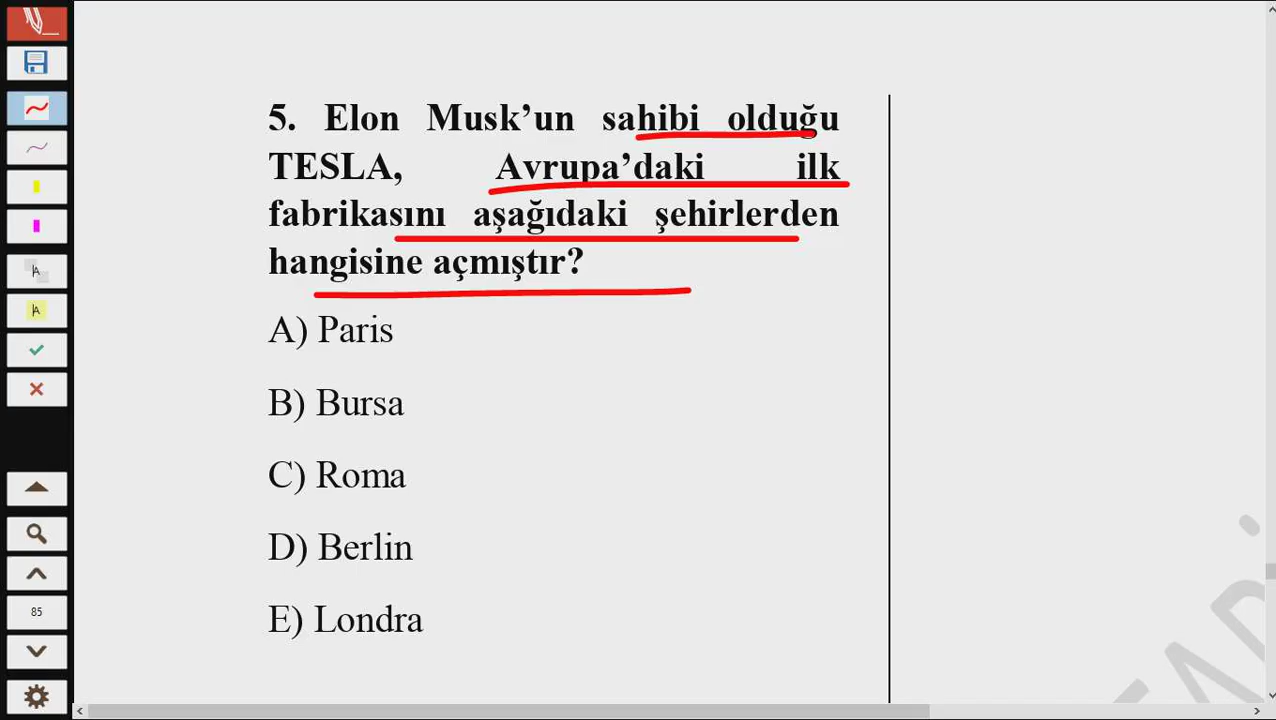 5. Elon Musk’un sahibi olduğu
TESLA, Avrupa’daki ilk
fabrikasını aşağıdaki şehirlerden
hangisine açmıştır?
A) Paris
B) Bursa
C) Roma
D) Berlin
E) Londra
85